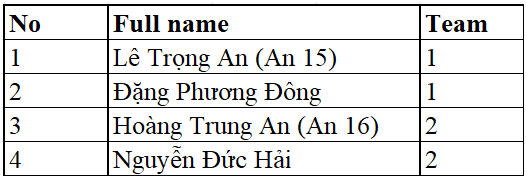 No Full name Team
1 Lê Trọng An (An 15) 1
2 Đặng Phương Đông 1
3 Hoàng Trung An (An 16) 2
4 Nguyễn Đức Hải 2